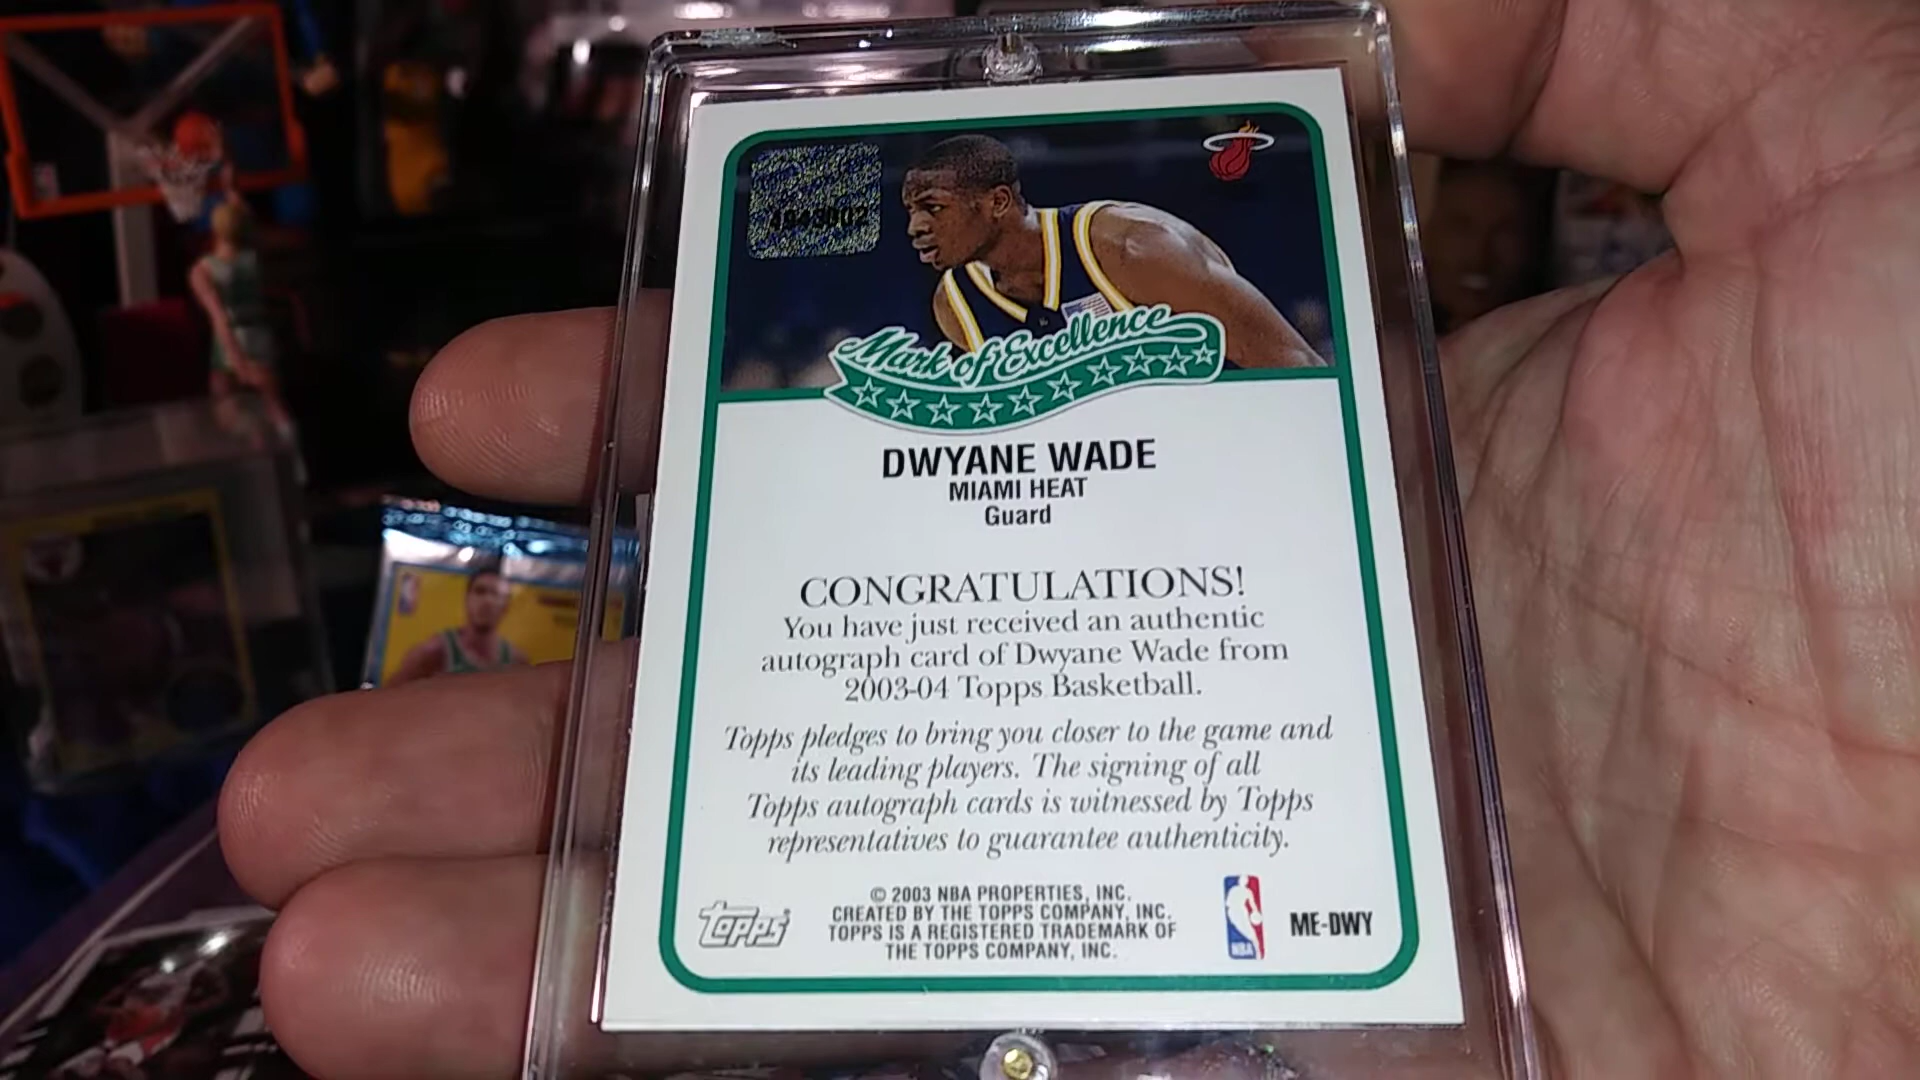 Mark of Excellence
DWYANE WADE
MIAMI HEAT
Guard
CONGRATULATIONS!
You have just received an authentic
autograph card of Dwyane Wade from
2003-04 Topps Basketball.
Topps pledges to bring you closer to the game and
its leading players. The signing of all
Topps autograph cards is witnessed by Topps
representatives to guarantee authenticity.
© 2003 NBA PROPERTIES, INC.
CREATED BY THE TOPPS COMPANY, INC.
TOPPS IS A REGISTERED TRADEMARK OF
THE TOPPS COMPANY, INC.
Topps
NBA
ME-DWY